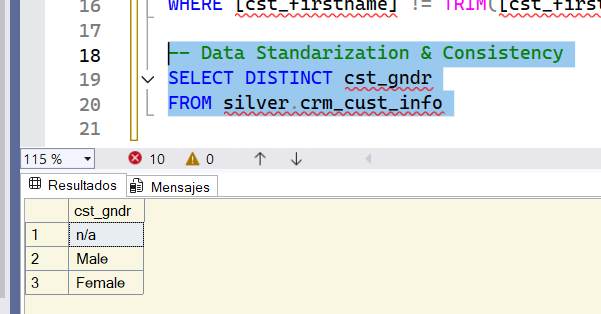 16 WHERE [cst_firstname] != TRIM([cst_firs
17
18 -- Data Standarization & Consistency
19 SELECT DISTINCT cst_gndr
20 FROM silver.crm_cust_info
21
115 % 10 0
Resultados Mensajes
cst_gndr
1 n/a
2 Male
3 Female